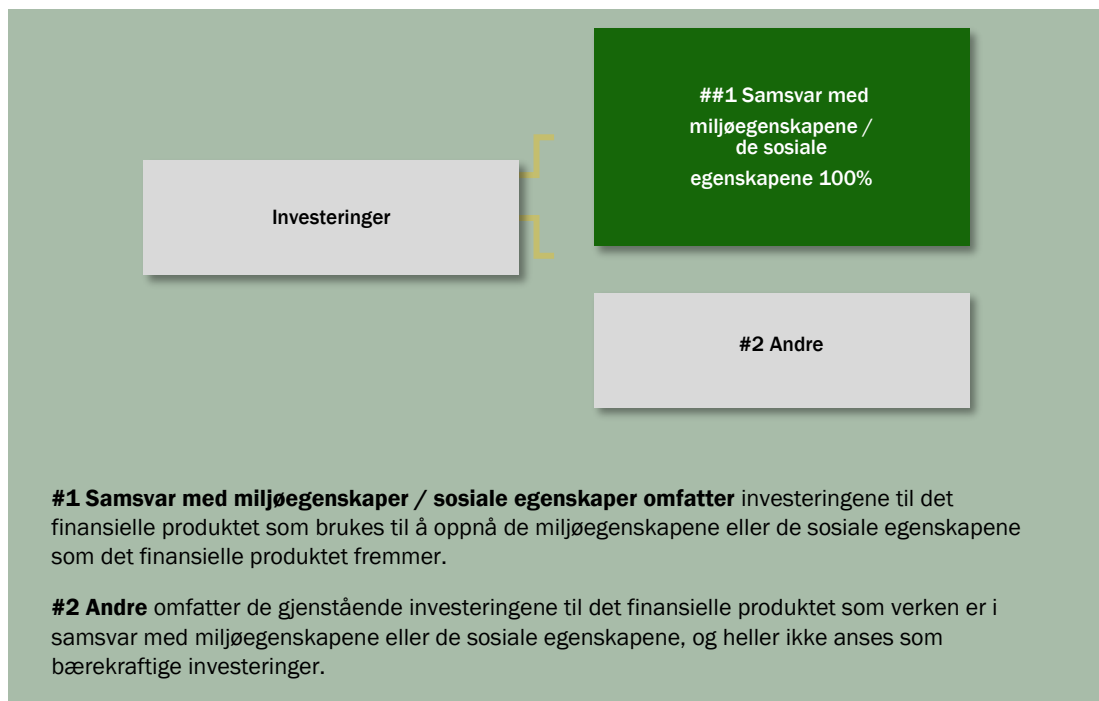 ##1 Samsvar med
miljøegenskapene /
de sosiale
egenskapene 100%
Investeringer
#2 Andre
#1 Samsvar med miljøegenskaper / sosiale egenskaper omfatter investeringene til det
finansielle produktet som brukes til å oppnå de miljøegenskapene eller de sosiale egenskapene
som det finansielle produktet fremmer.
#2 Andre omfatter de gjenstående investeringene til det finansielle produktet som verken er i
samsvar med miljøegenskapene eller de sosiale egenskapene, og heller ikke anses som
bærekraftige investeringer.